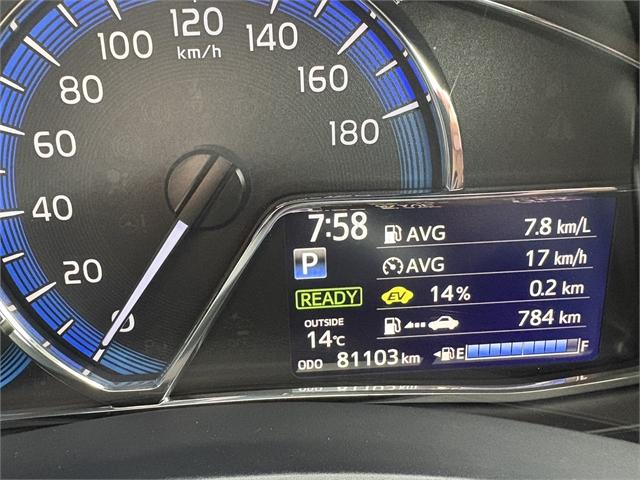 120
km/h
100
140
80
160
60
180
40
20
0
7:58
AVG 7.8 km/L
P
AVG 17 km/h
READY
EV 14% 0.2 km
OUTSIDE
14°C
784 km
ODO 81103 km
E F